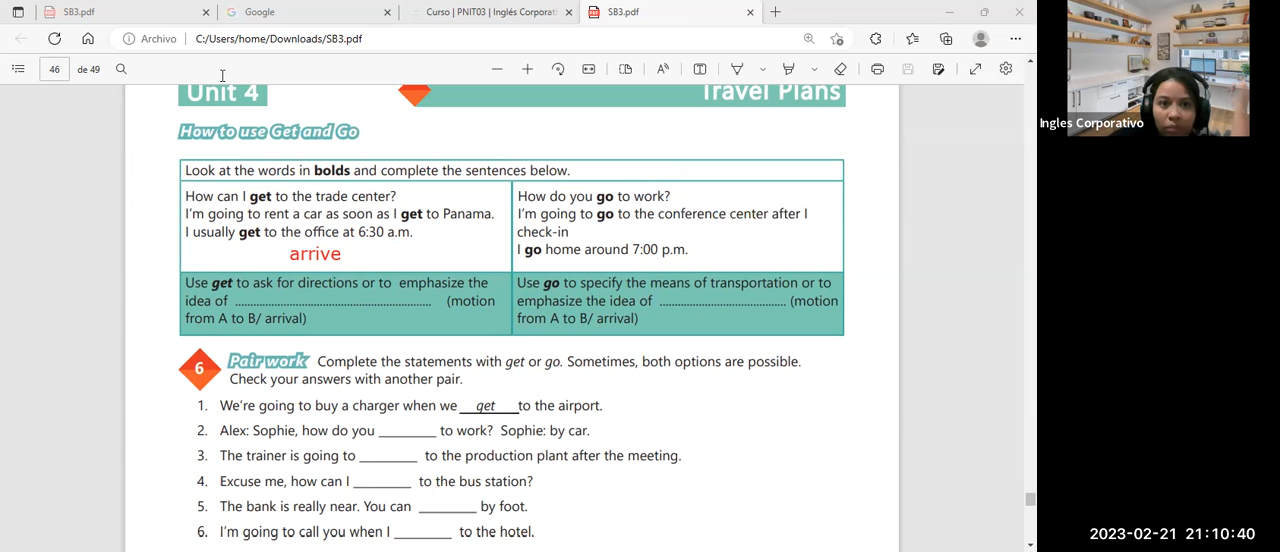 SB3.pdf
Google
Curso | PNIT03 | Inglés Corporati
SB3.pdf
Archivo
C:/Users/home/Downloads/SB3.pdf
46
de 49
Unit 4
Travel Plans
How to use Get and Go
Look at the words in bolds and complete the sentences below.
How can I get to the trade center?
I'm going to rent a car as soon as I get to Panama.
I usually get to the office at 6:30 a.m.
arrive
How do you go to work?
I'm going to go to the conference center after I
check-in
I go home around 7:00 p.m.
Use get to ask for directions or to emphasize the
idea of ........................................................ (motion
from A to B/ arrival)
Use go to specify the means of transportation or to
emphasize the idea of .................................... (motion
from A to B/ arrival)
6
Pair work Complete the statements with get or go. Sometimes, both options are possible.
Check your answers with another pair.
1. We're going to buy a charger when we __get__ to the airport.
2. Alex: Sophie, how do you _______ to work? Sophie: by car.
3. The trainer is going to _______ to the production plant after the meeting.
4. Excuse me, how can I _______ to the bus station?
5. The bank is really near. You can _______ by foot.
6. I'm going to call you when I _______ to the hotel.
Ingles Corporativo
2023-02-21 21:10:40